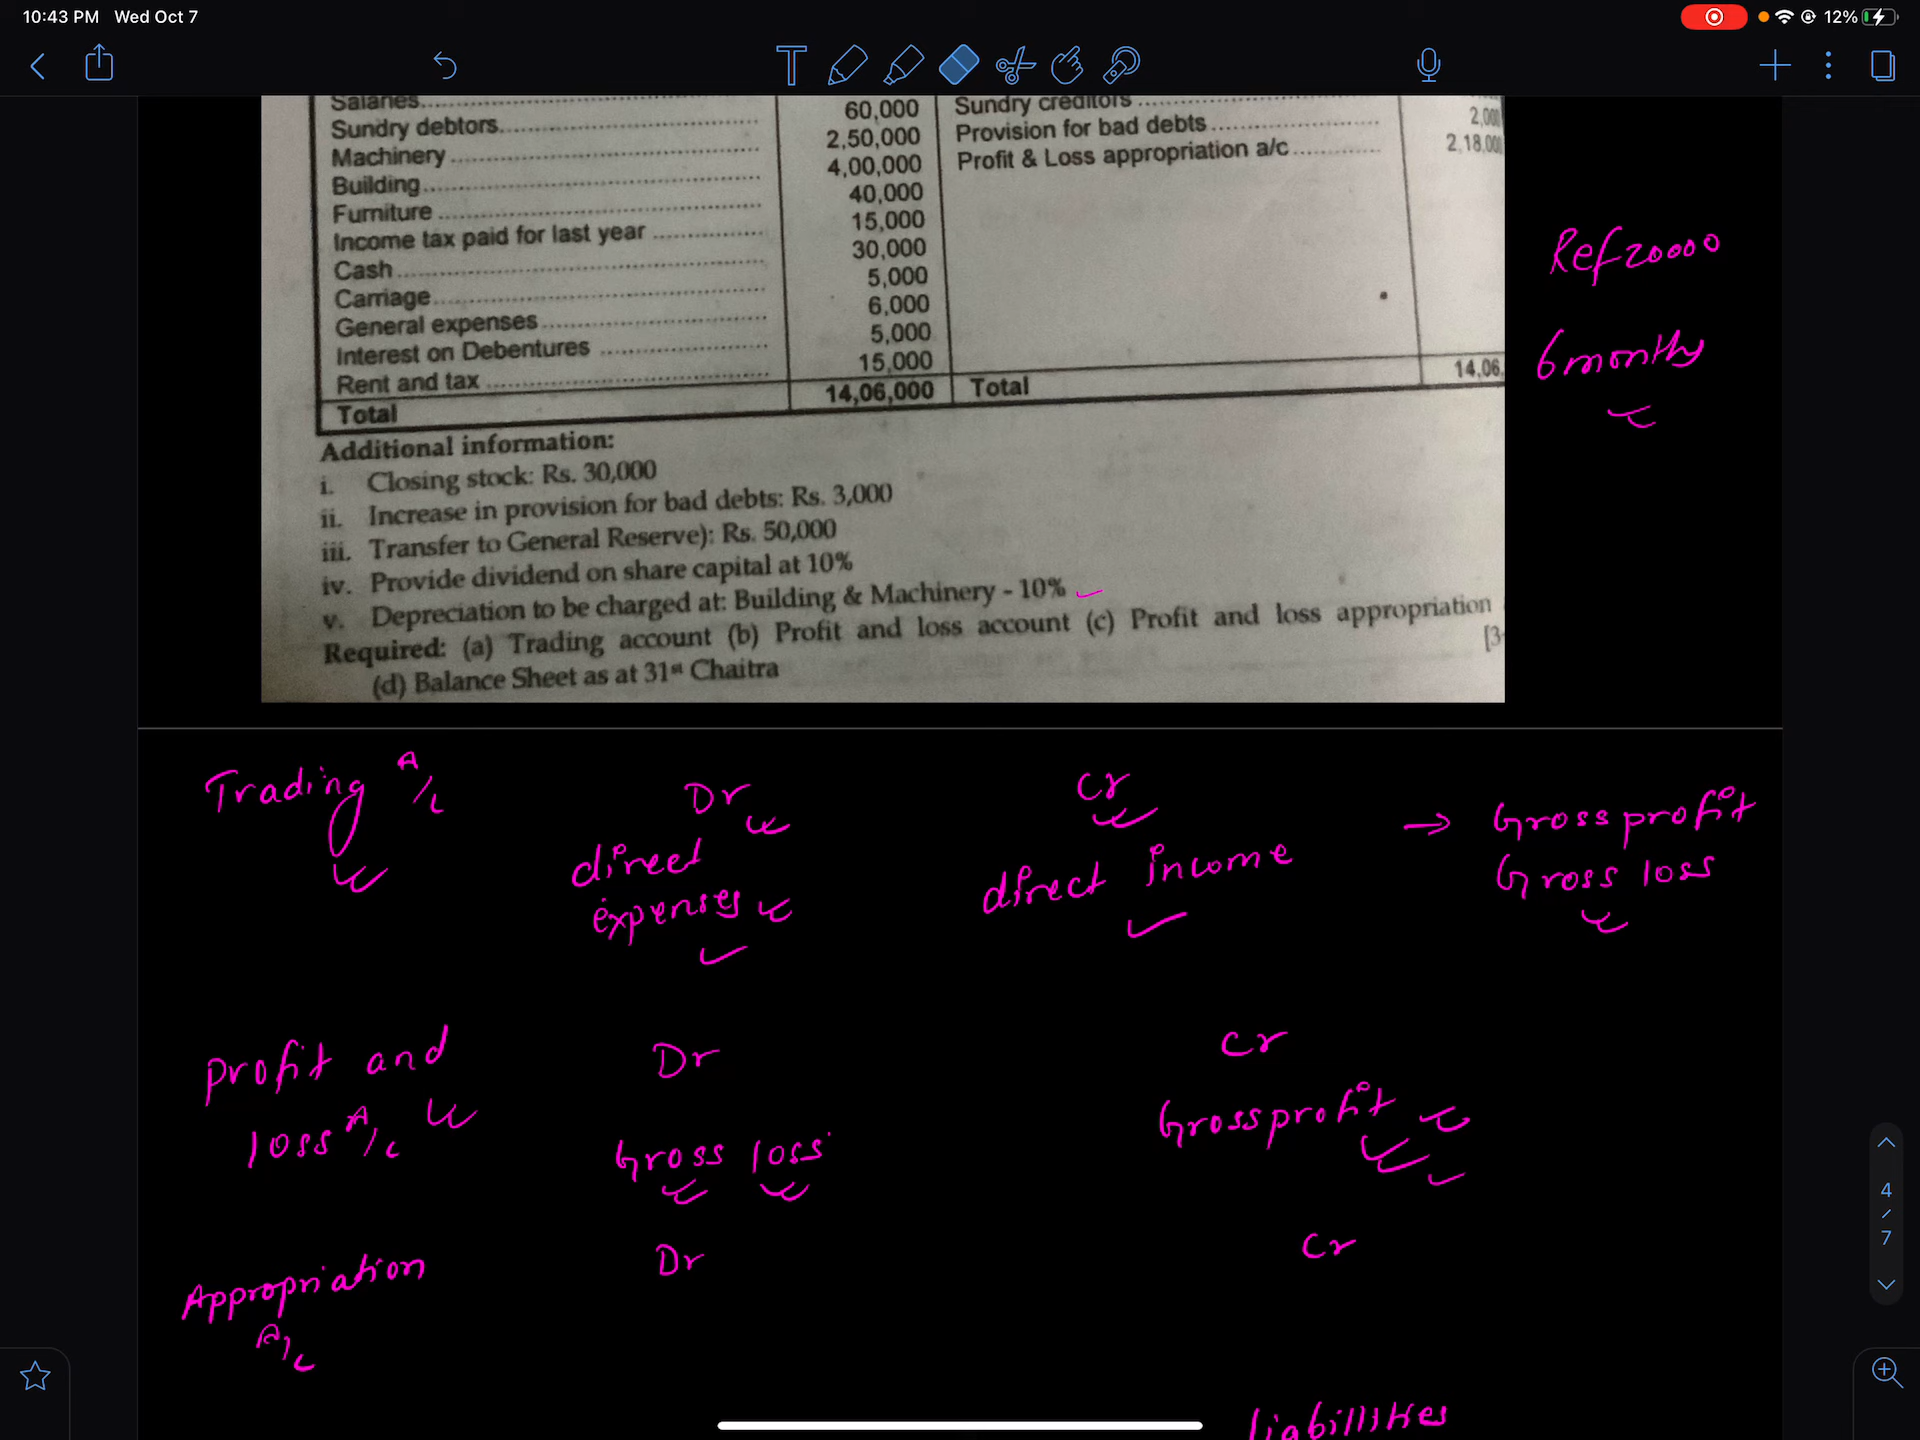 10:43 PM Wed Oct 7
12%
Salaries
60,000 Sundry creditors
Sundry debtors 2,50,000 Provision for bad debts 2,000
Machinery 4,00,000 Profit & Loss appropriation a/c 2,18,000
Building 40,000
Furniture 15,000
Income tax paid for last year 30,000
Cash 5,000
Carriage 6,000
General expenses 5,000
Interest on Debentures 15,000
Rent and tax
Total 14,06,000 Total 14,06,
Additional information:
i. Closing stock: Rs. 30,000
ii. Increase in provision for bad debts: Rs. 3,000
iii. Transfer to General Reserve): Rs. 50,000
iv. Provide dividend on share capital at 10%
v. Depreciation to be charged at: Building & Machinery - 10%
Required: (a) Trading account (b) Profit and loss account (c) Profit and loss appropriation
[3
(d) Balance Sheet as at 31st Chaitra
Ref 20000
6 months
Trading A/c Dr Cr
direct expenses direct income → Gross profit
Gross loss
Profit and loss A/c Dr Cr
Gross loss Gross profit
Appropriation A/c Dr Cr
liabilities
4
/
7